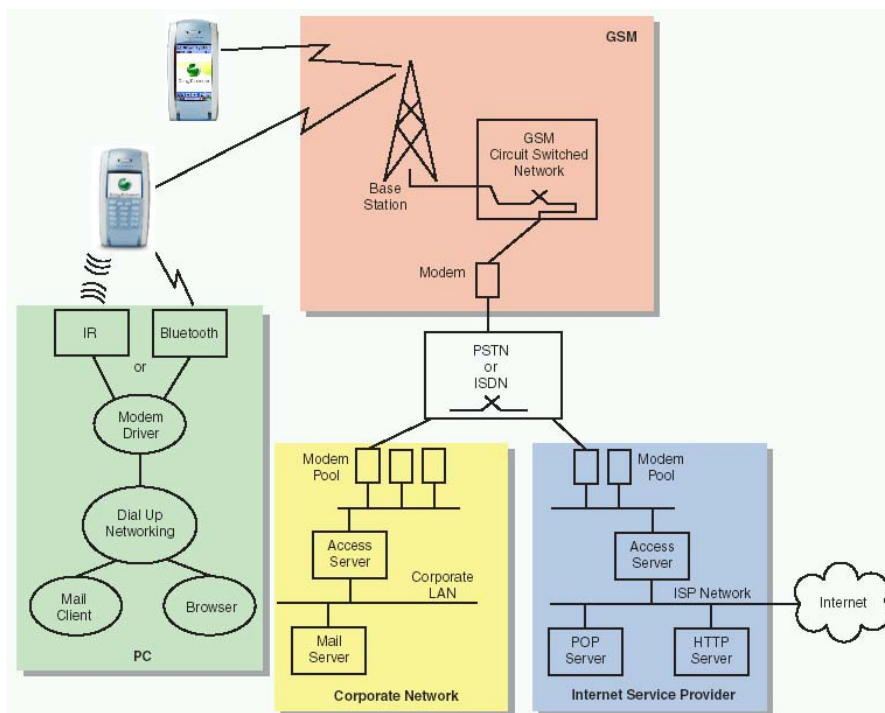 GSM
GSM
Circuit Switched
Network
Base
Station
Modem
IR
Bluetooth
or
PSTN
or
ISDN
Modem
Driver
Modem
Pool
Modem
Pool
Dial Up
Networking
Access
Server
Access
Server
Corporate
LAN
ISP Network
Internet
Mail
Client
Browser
Mail
Server
POP
Server
HTTP
Server
PC
Corporate Network
Internet Service Provider